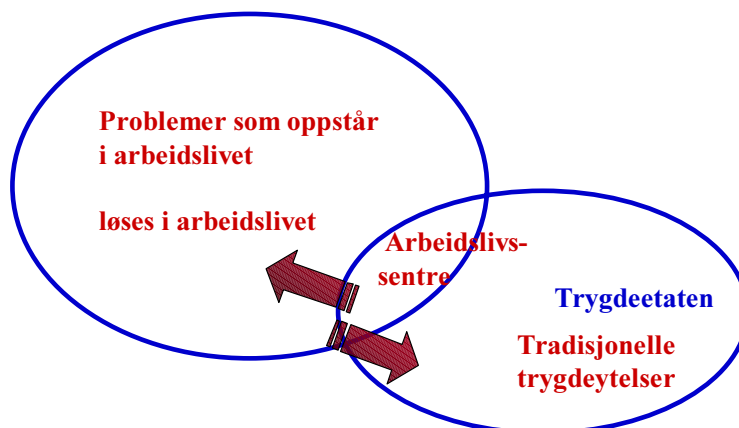 Problemer som oppstår
i arbeidslivet
løses i arbeidslivet
Arbeidslivs-
sentre
Trygdeetaten
Tradisjonelle
trygdeytelser